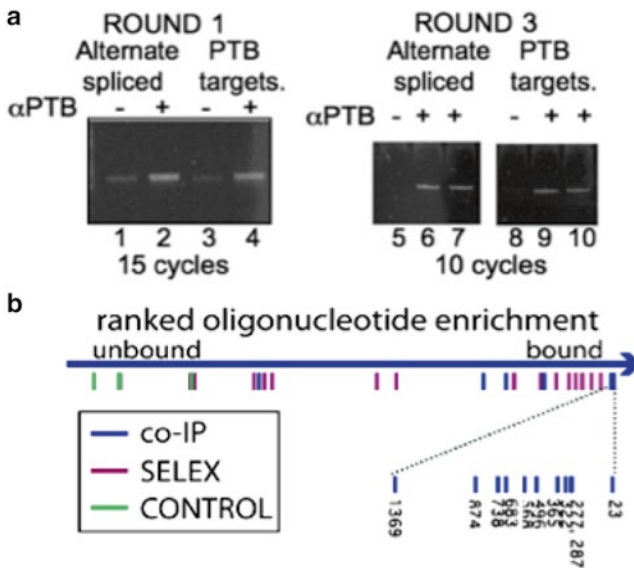 a
ROUND 1
Alternate spliced
PTB targets.
αPTB - + - +
1 2 3 4
15 cycles
ROUND 3
Alternate spliced
PTB targets.
αPTB - + + - + +
5 6 7 8 9 10
10 cycles
b
ranked oligonucleotide enrichment
unbound
bound
co-IP
SELEX
CONTROL
1369
874
738
683
568
496
365
277
287
23